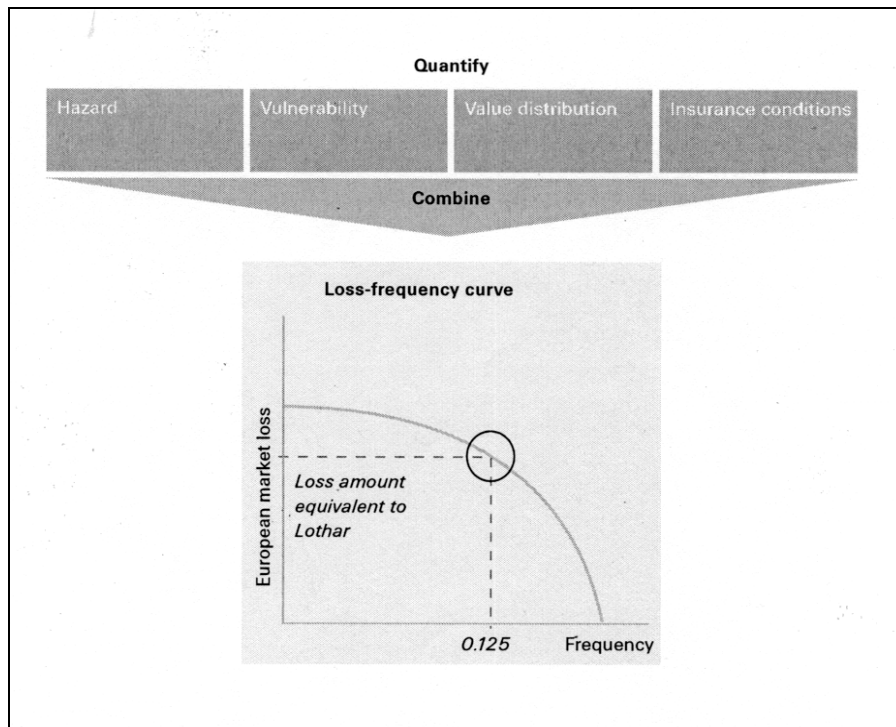 Quantify
Hazard
Vulnerability
Value distribution
Insurance conditions
Combine
Loss-frequency curve
European market loss
Loss amount
equivalent to
Lothar
0.125
Frequency